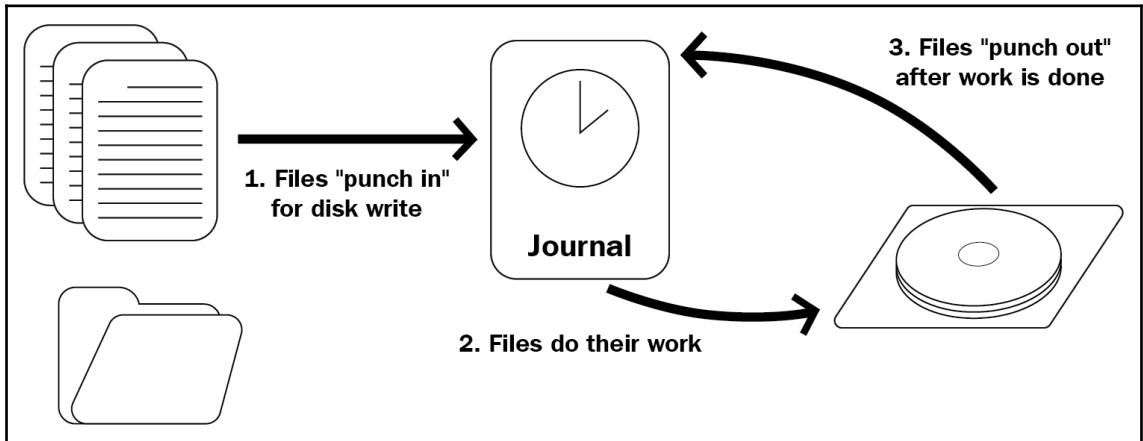 1. Files "punch in"
for disk write
Journal
2. Files do their work
3. Files "punch out"
after work is done